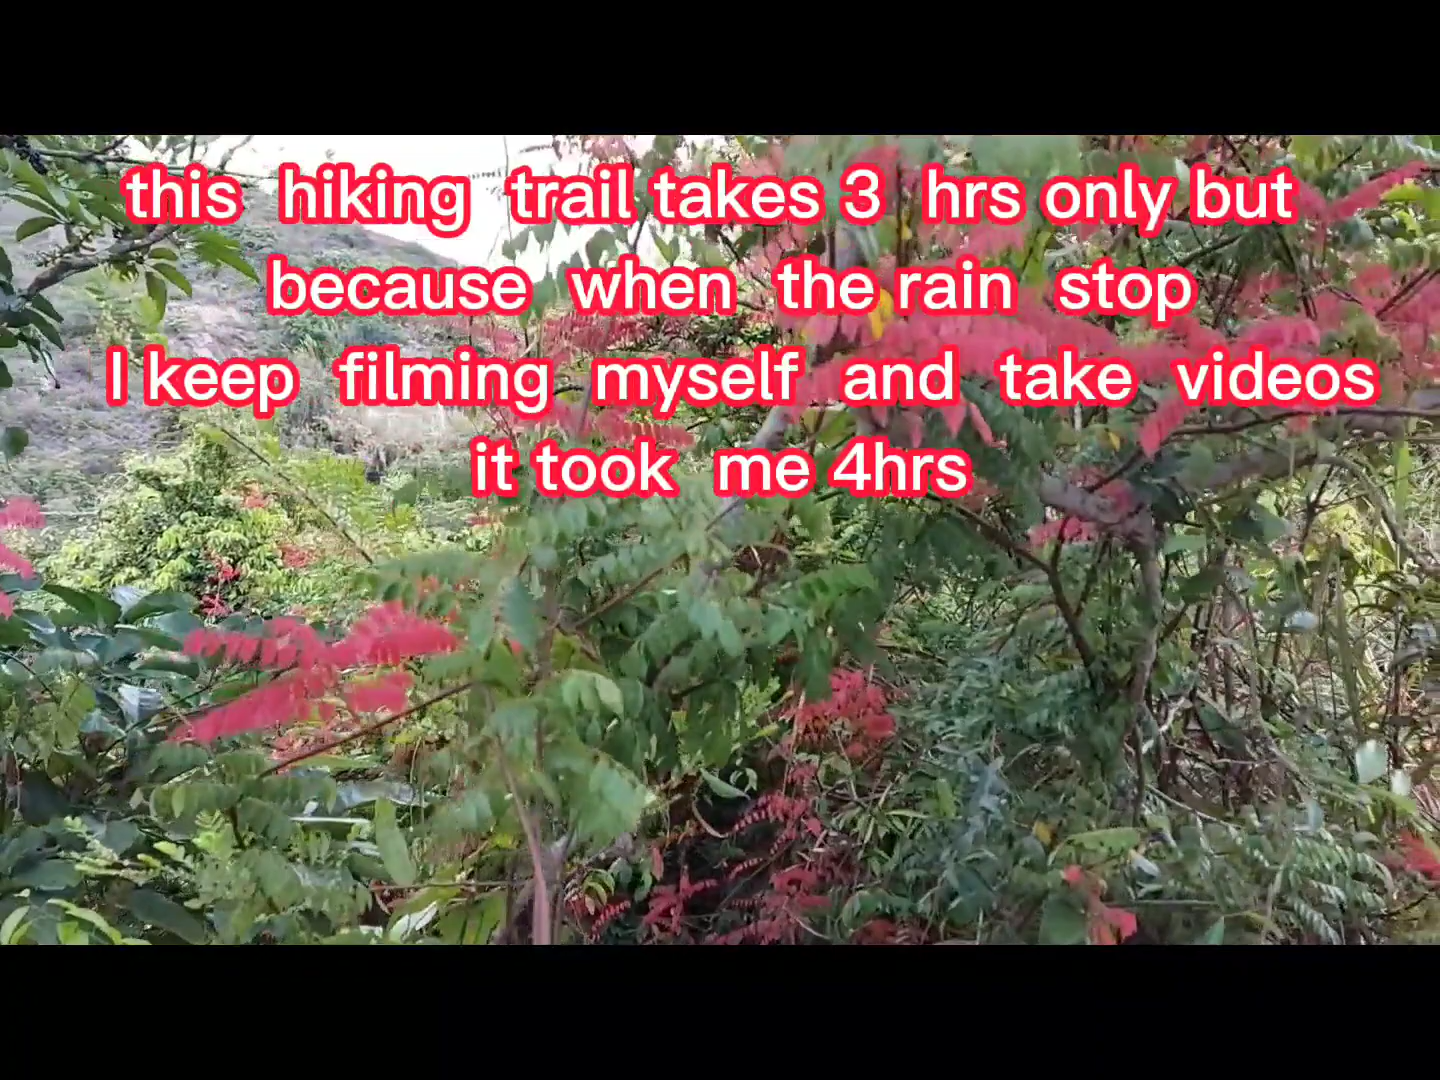 this hiking trail takes 3 hrs only but
because when the rain stop
I keep filming myself and take videos
it took me 4hrs